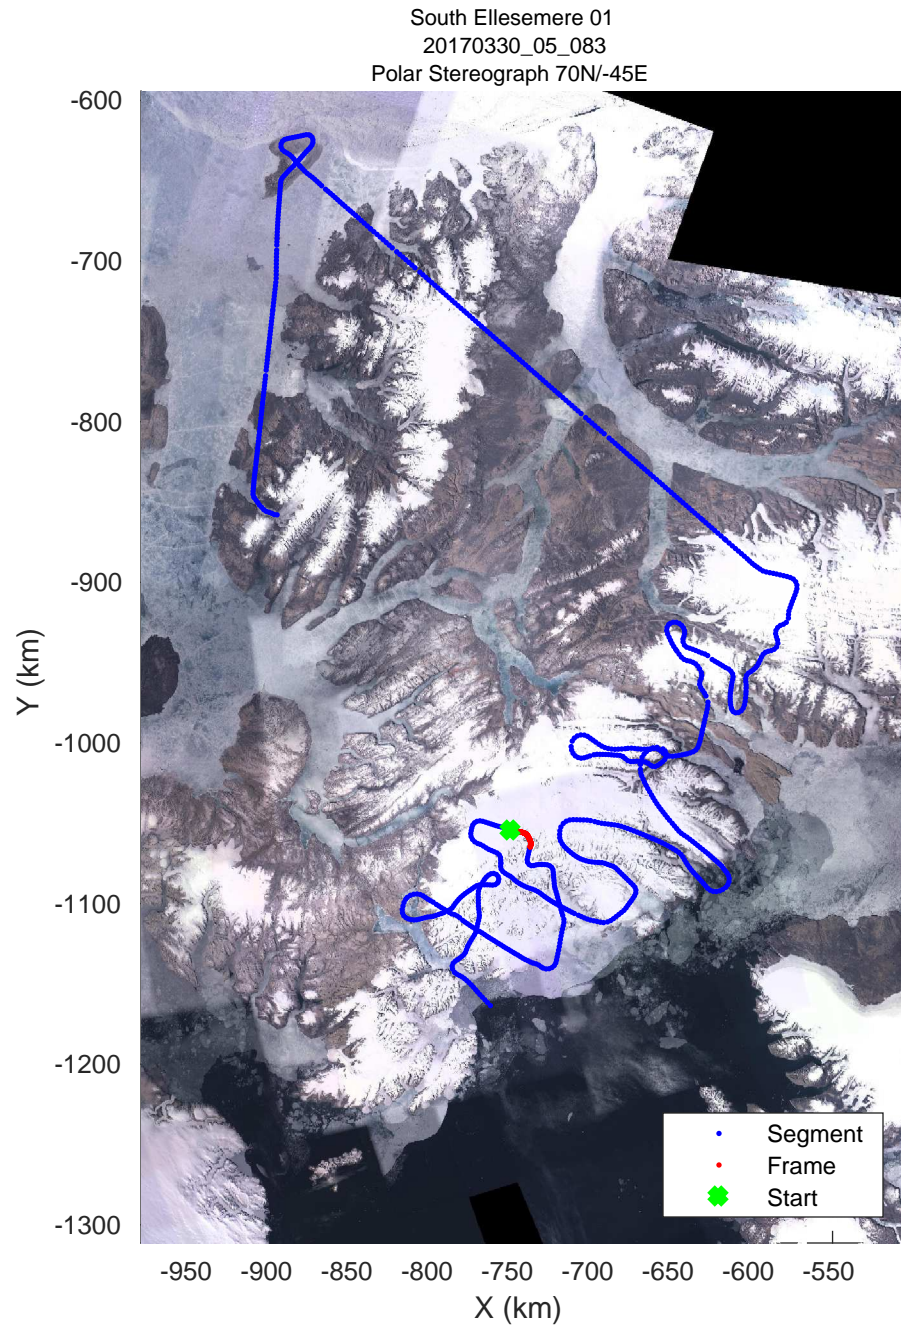 South Ellesemere 01
20170330_05_083
Polar Stereograph 70N/-45E
-600
-700
-800
-900
-1000
-1100
-1200
-1300
Y (km)
Segment
Frame
Start
-950 -900 -850 -800 -750 -700 -650 -600 -550
X (km)